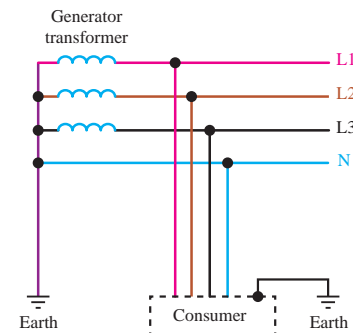 Generator
transformer
L1
L2
L3
N
Consumer
Earth
Earth